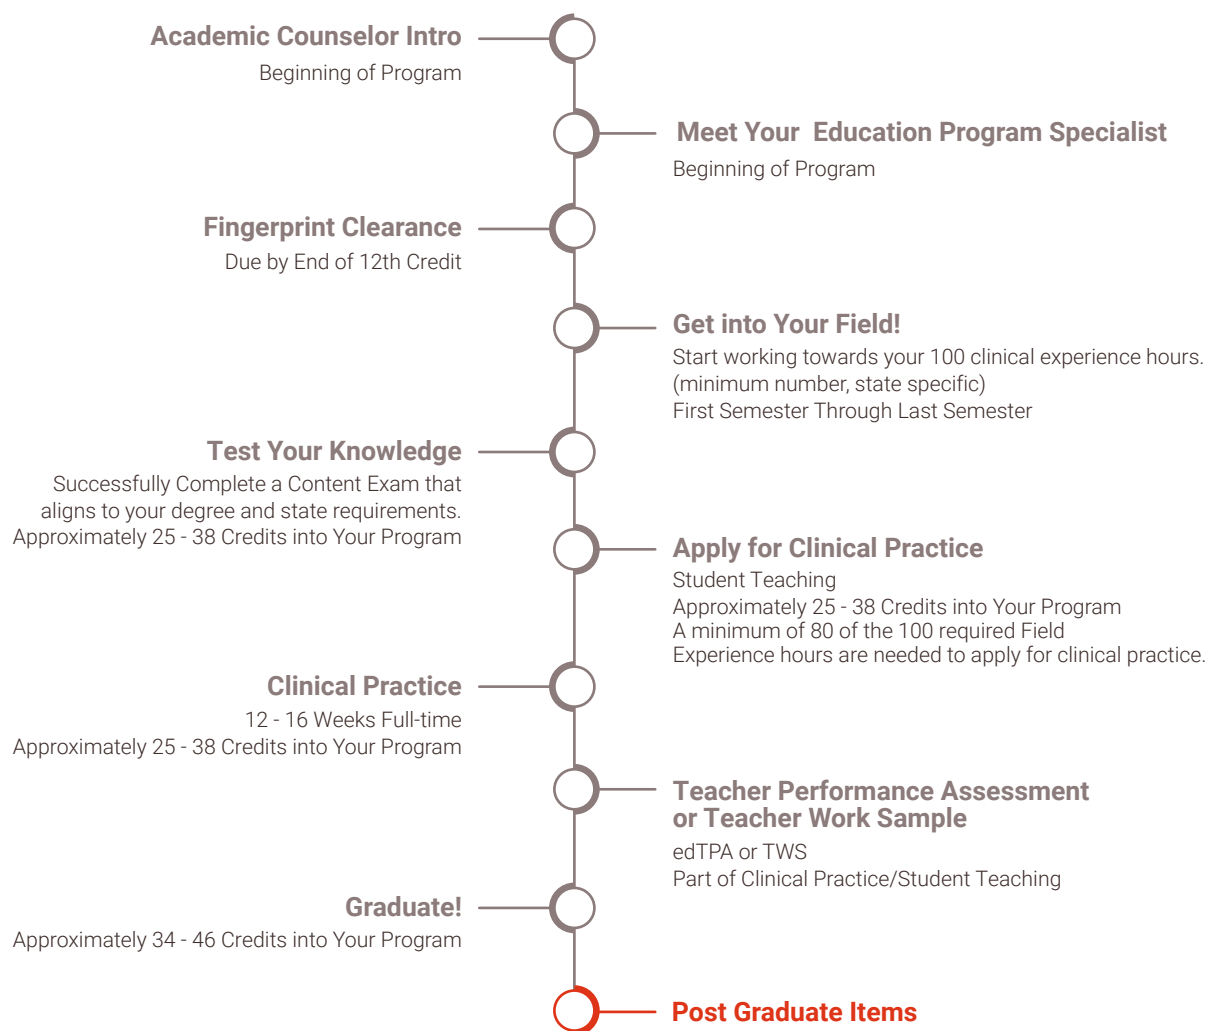 Academic Counselor Intro
Beginning of Program
Meet Your Education Program Specialist
Beginning of Program
Fingerprint Clearance
Due by End of 12th Credit
Get into Your Field!
Start working towards your 100 clinical experience hours.
(minimum number, state specific)
First Semester Through Last Semester
Test Your Knowledge
Successfully Complete a Content Exam that
aligns to your degree and state requirements.
Approximately 25 - 38 Credits into Your Program
Apply for Clinical Practice
Student Teaching
Approximately 25 - 38 Credits into Your Program
A minimum of 80 of the 100 required Field
Experience hours are needed to apply for clinical practice.
Clinical Practice
12 - 16 Weeks Full-time
Approximately 25 - 38 Credits into Your Program
Teacher Performance Assessment
or Teacher Work Sample
edTPA or TWS
Part of Clinical Practice/Student Teaching
Graduate!
Approximately 34 - 46 Credits into Your Program
Post Graduate Items